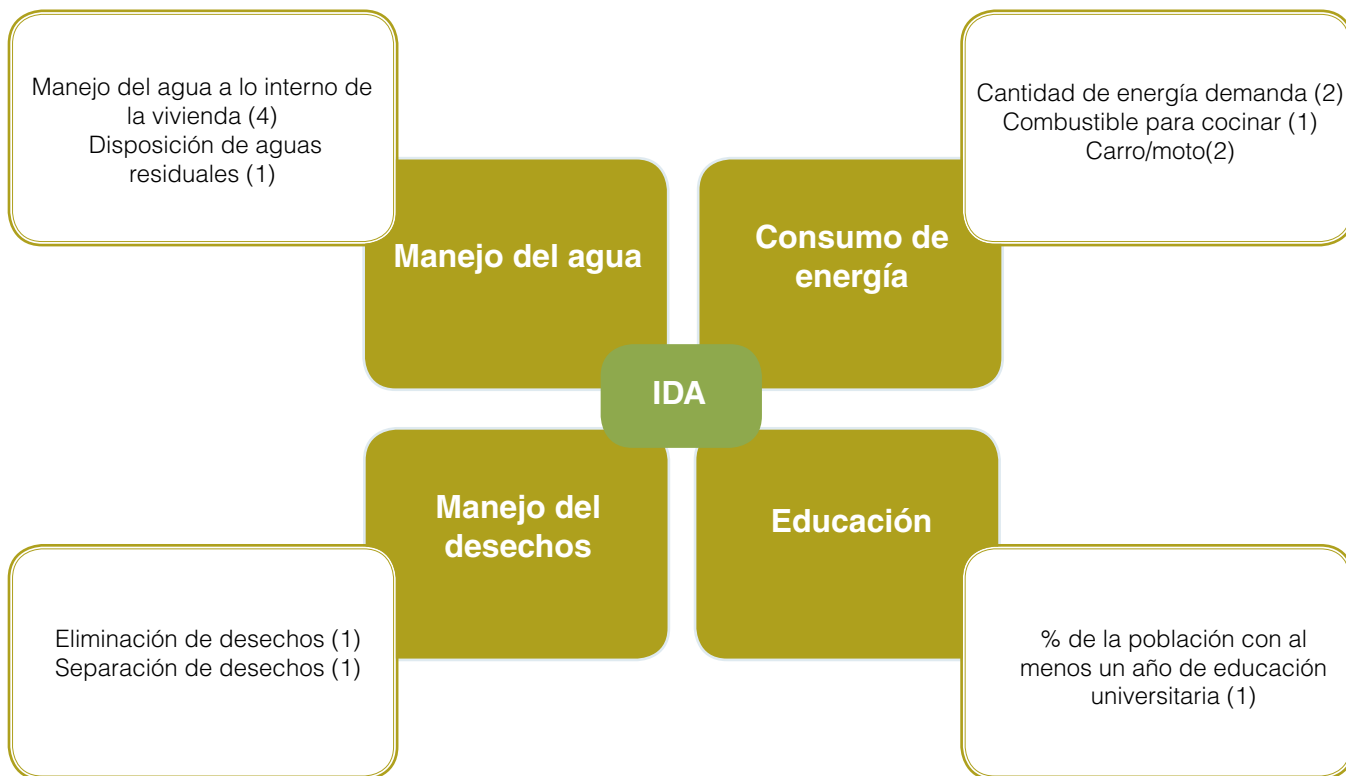 Manejo del agua a lo interno de
la vivienda (4)
Disposición de aguas
residuales (1)
Cantidad de energía demanda (2)
Combustible para cocinar (1)
Carro/moto(2)
Manejo del agua
Consumo de
energía
IDA
Manejo del
desechos
Educación
Eliminación de desechos (1)
Separación de desechos (1)
% de la población con al
menos un año de educación
universitaria (1)